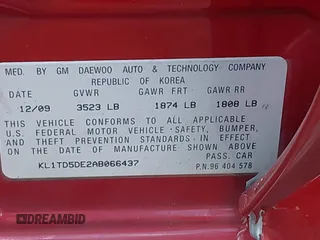 MFD. BY GM DAEWOO AUTO & TECHNOLOGY COMPANY
REPUBLIC OF KOREA
DATE GVWR GAWR FRT GAWR RR
12/09 3523 LB 1874 LB 1808 LB
THIS VEHICLE CONFORMS TO ALL APPLICABLE
U.S. FEDERAL MOTOR VEHICLE SAFETY, BUMPER,
AND THEFT PREVENTION STANDARDS IN EFFECT
ON THE DATE OF MANUFACTURE SHOWN ABOVE.
PASS. CAR
KL1TD5DE2AB066437 P/N.96 404 578
DREAMBID